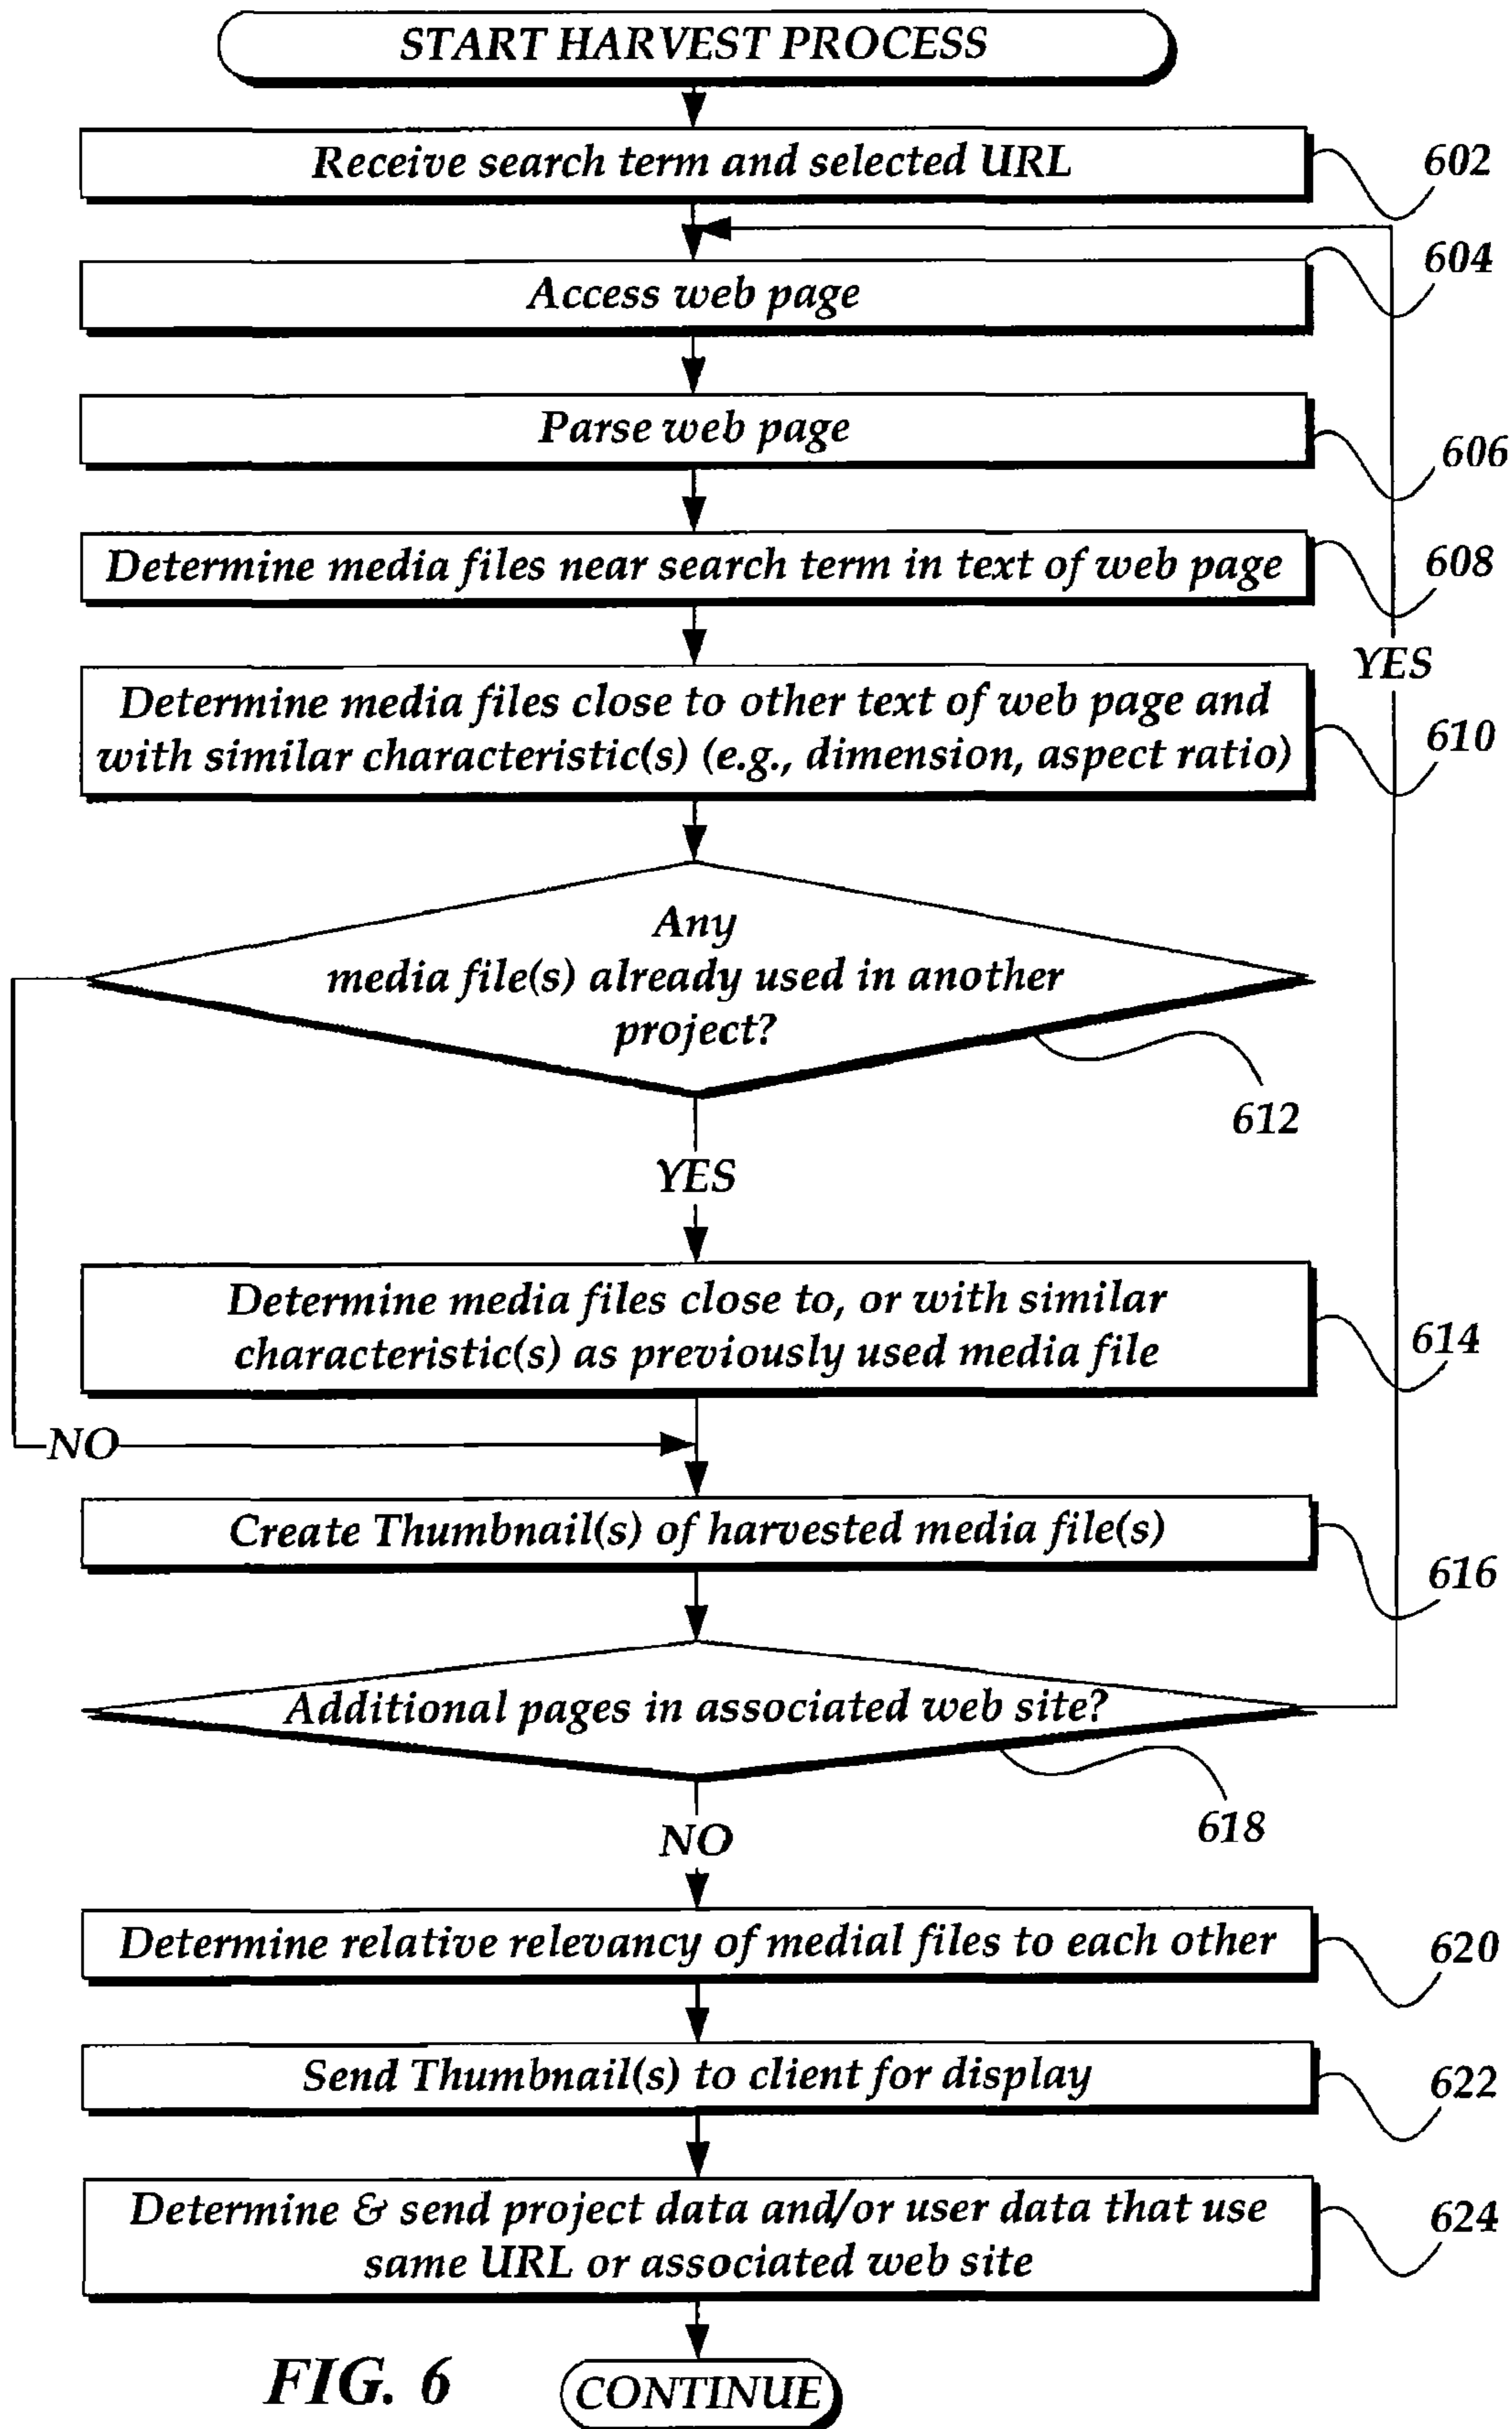 START HARVEST PROCESS
Receive search term and selected URL
602
604
Access web page
Parse web page
606
Determine media files near search term in text of web page
608
YES
Determine media files close to other text of web page and
with similar characteristic(s) (e.g., dimension, aspect ratio)
610
Any
media file(s) already used in another
project?
612
YES
Determine media files close to, or with similar
characteristic(s) as previously used media file
614
NO
Create Thumbnail(s) of harvested media file(s)
616
Additional pages in associated web site?
618
NO
Determine relative relevancy of medial files to each other
620
Send Thumbnail(s) to client for display
622
Determine & send project data and/or user data that use
same URL or associated web site
624
FIG. 6
CONTINUE